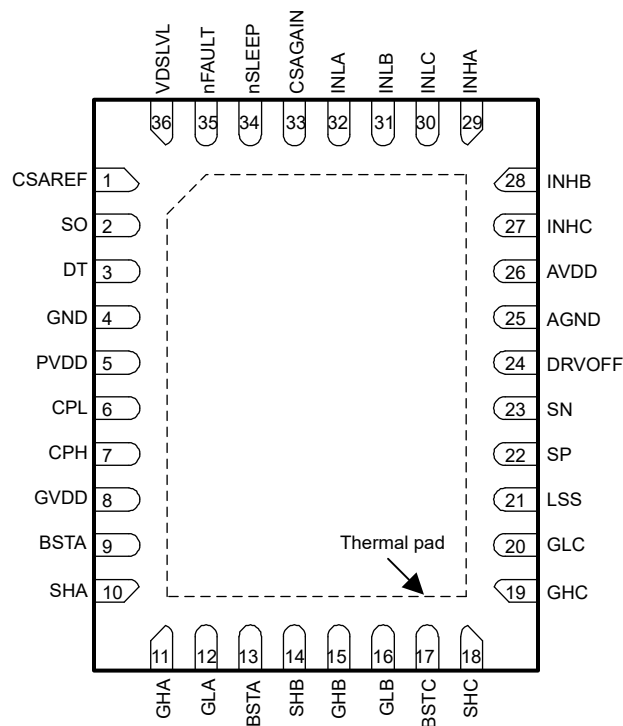 VDSLVL
nFAULT
nSLEEP
CSAGAIN
INLA
INLB
INLC
INHA
36
35
34
33
32
31
30
29
CSAREF 1
SO 2
DT 3
GND 4
PVDD 5
CPL 6
CPH 7
GVDD 8
BSTA 9
SHA 10
28 INHB
27 INHC
26 AVDD
25 AGND
24 DRVOFF
23 SN
22 SP
21 LSS
20 GLC
19 GHC
Thermal pad
11
12
13
14
15
16
17
18
GHA
GLA
BSTA
SHB
GHB
GLB
BSTC
SHC